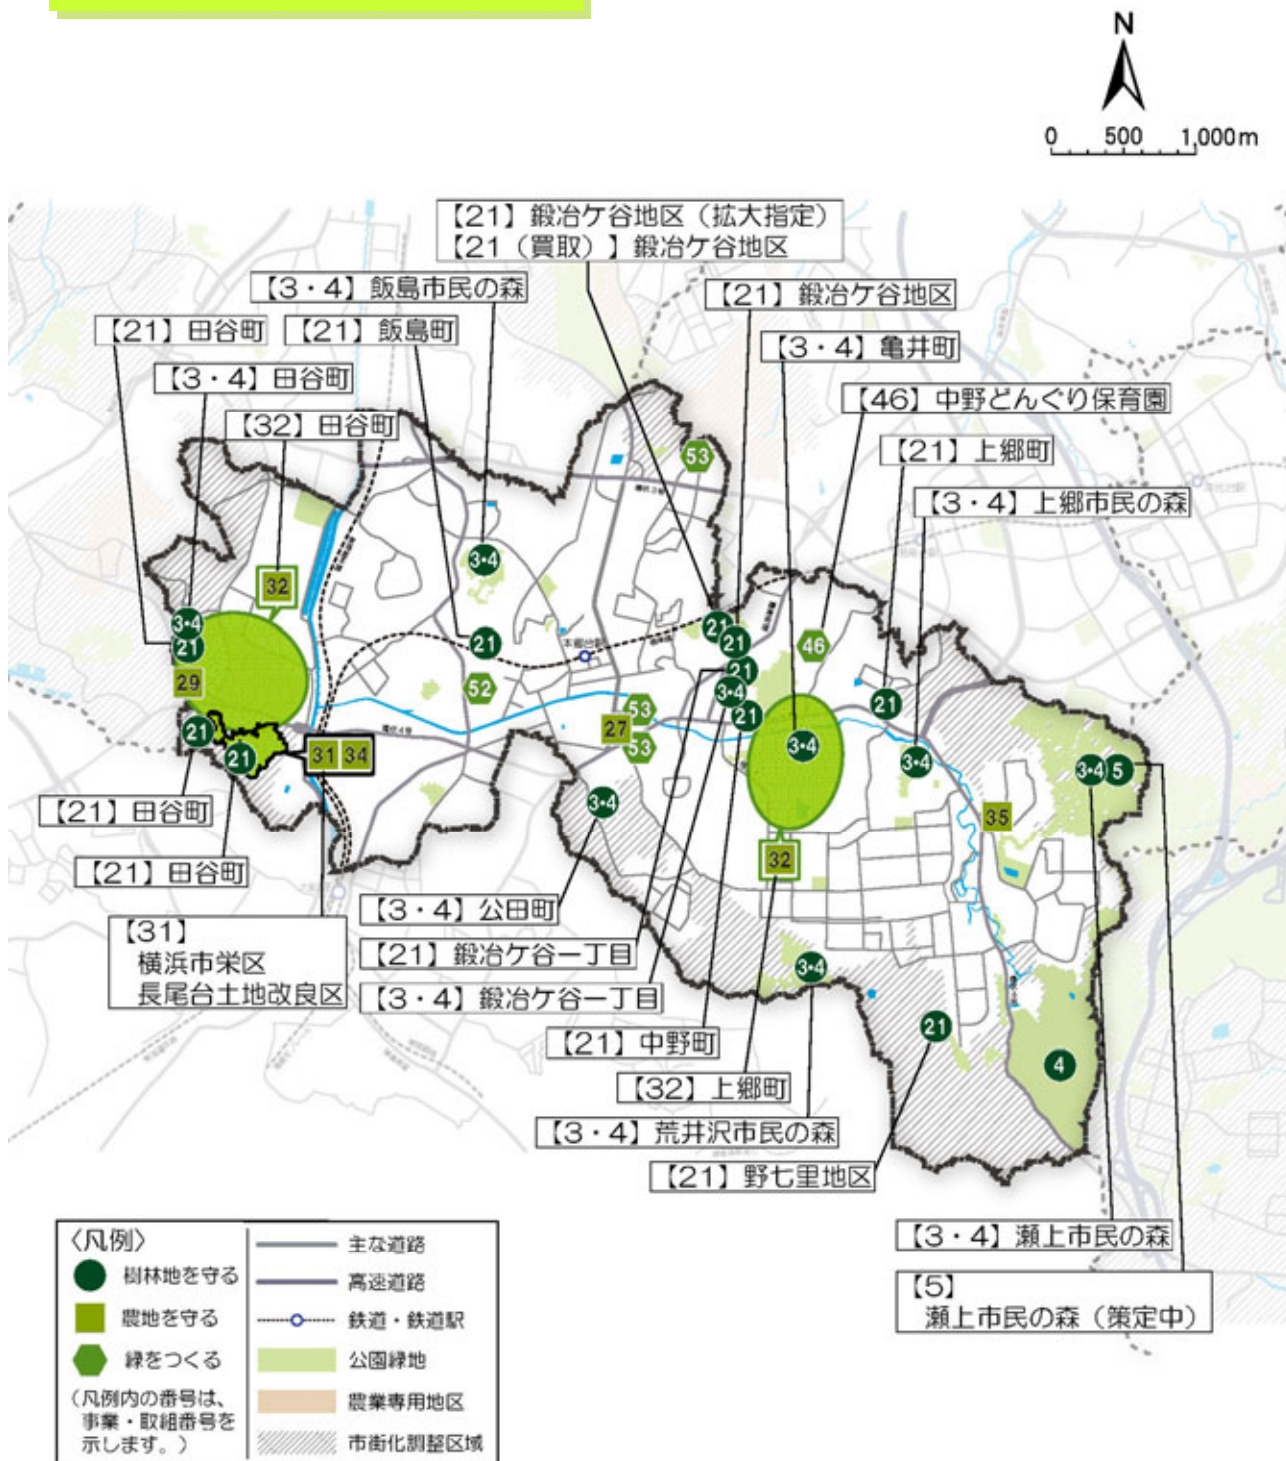 N
0 500 1,000m
【21】鍛冶ケ谷地区（拡大指定）
【21（買取）】鍛冶ケ谷地区
【3・4】飯島市民の森
【21】鍛冶ケ谷地区
【21】田谷町
【21】飯島町
【3・4】亀井町
【3・4】田谷町
【46】中野どんぐり保育園
【32】田谷町
【21】上郷町
【3・4】上郷市民の森
53
3・4
32
3・4
21
21
21
本郷台駅
46
21
29
21
3・4
52
53
21
21
27
53
21
31 34
3・4
3・4
3・4 5
【21】田谷町
3・4
35
【21】田谷町
32
【3・4】公田町
【31】
横浜市栄区
長尾台土地改良区
【21】鍛冶ケ谷一丁目
3・4
【3・4】鍛冶ケ谷一丁目
21
【21】中野町
4
【32】上郷町
【3・4】荒井沢市民の森
【21】野七里地区
【3・4】瀬上市民の森
【5】
瀬上市民の森（策定中）
〈凡例〉
樹林地を守る
農地を守る
緑をつくる
（凡例内の番号は、
事業・取組番号を
示します。）
主な道路
高速道路
鉄道・鉄道駅
公園緑地
農業専用地区
市街化調整区域